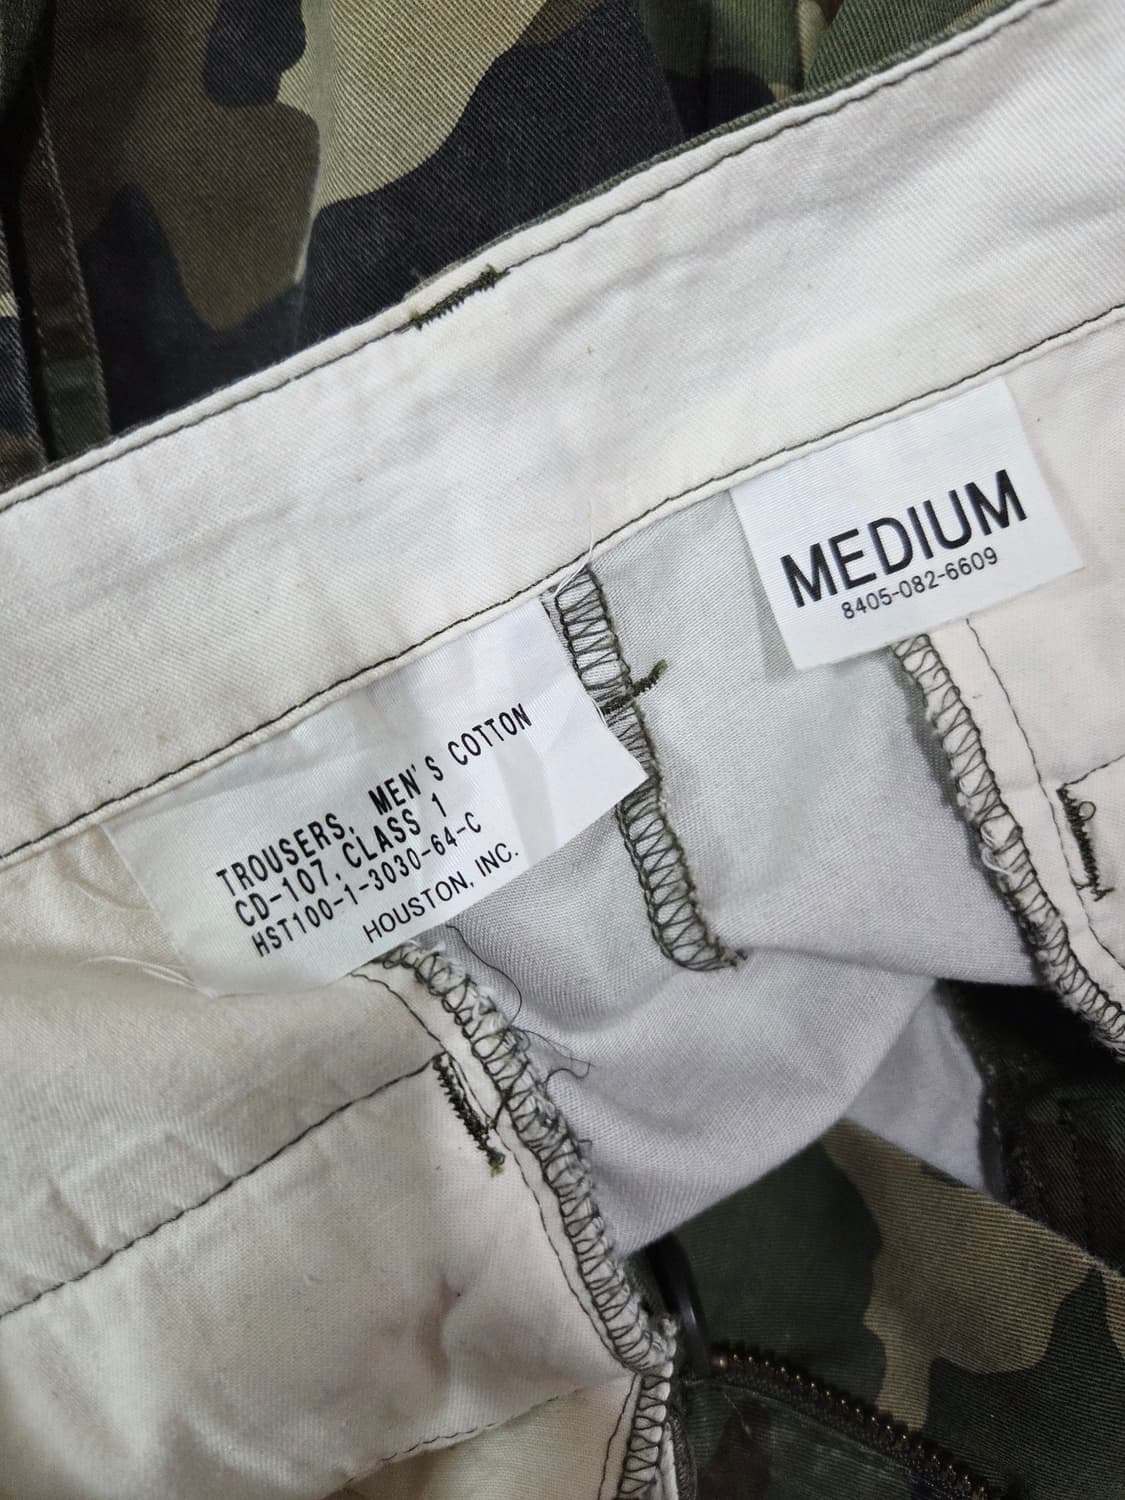 MEDIUM
8405-082-6609
TROUSERS, MEN'S COTTON
CD-107, CLASS 1
HST100-1-3030-64-C
HOUSTON, INC.